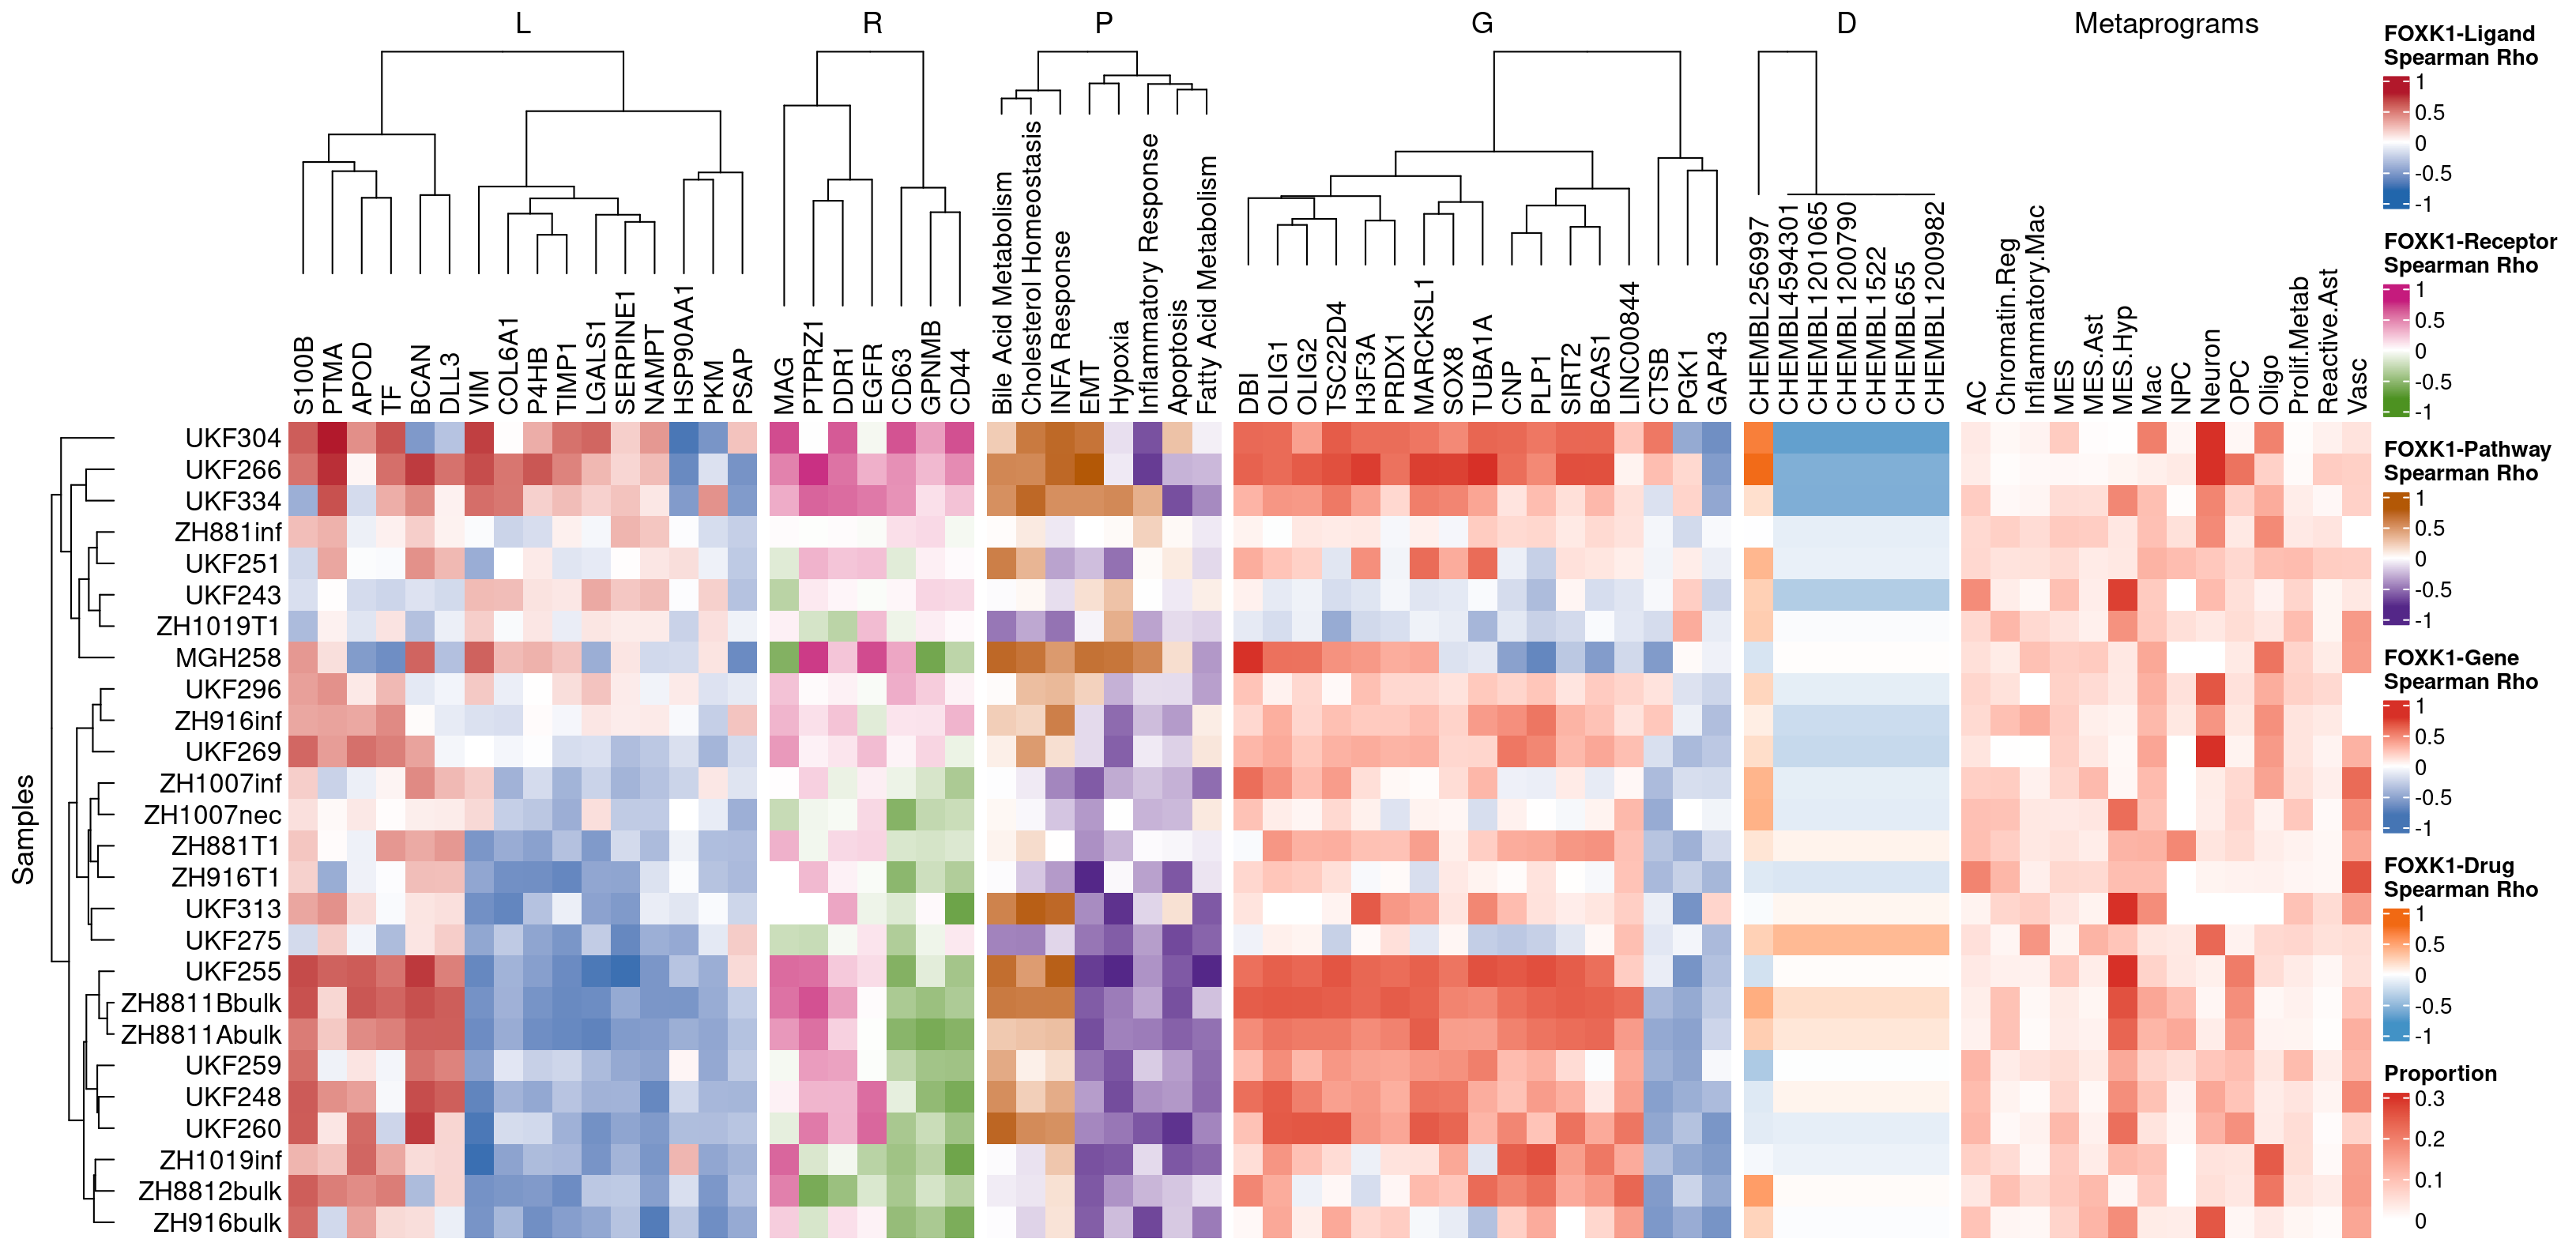 L
R
P
G
D
Metaprograms
S100B
PTMA
APOD
TF
BCAN
DLL3
VIM
COL6A1
P4HB
TIMP1
LGALS1
SERPINE1
NAMPT
HSP90AA1
PKM
PSAP
MAG
PTPRZ1
DDR1
EGFR
CD63
GPNMB
CD44
Bile Acid Metabolism
Cholesterol Homeostasis
INFA Response
EMT
Hypoxia
Inflammatory Response
Apoptosis
Fatty Acid Metabolism
DBI
OLIG1
OLIG2
TSC22D4
H3F3A
PRDX1
MARCKSL1
SOX8
TUBA1A
CNP
PLP1
SIRT2
BCAS1
LINC00844
CTSB
PGK1
GAP43
CHEMBL256997
CHEMBL4594301
CHEMBL1201065
CHEMBL1200790
CHEMBL1522
CHEMBL655
CHEMBL1200982
AC
Chromatin.Reg
Inflammatory.Mac
MES
MES.Ast
MES.Hyp
Mac
NPC
Neuron
OPC
Oligo
Prolif.Metab
Reactive.Ast
Vasc
Samples
UKF304
UKF266
UKF334
ZH881inf
UKF251
UKF243
ZH1019T1
MGH258
UKF296
ZH916inf
UKF269
ZH1007inf
ZH1007nec
ZH881T1
ZH916T1
UKF313
UKF275
UKF255
ZH8811Bbulk
ZH8811Abulk
UKF259
UKF248
UKF260
ZH1019inf
ZH8812bulk
ZH916bulk
FOXK1-Ligand
Spearman Rho
1
0.5
0
-0.5
-1
FOXK1-Receptor
Spearman Rho
1
0.5
0
-0.5
-1
FOXK1-Pathway
Spearman Rho
1
0.5
0
-0.5
-1
FOXK1-Gene
Spearman Rho
1
0.5
0
-0.5
-1
FOXK1-Drug
Spearman Rho
1
0.5
0
-0.5
-1
Proportion
0.3
0.2
0.1
0